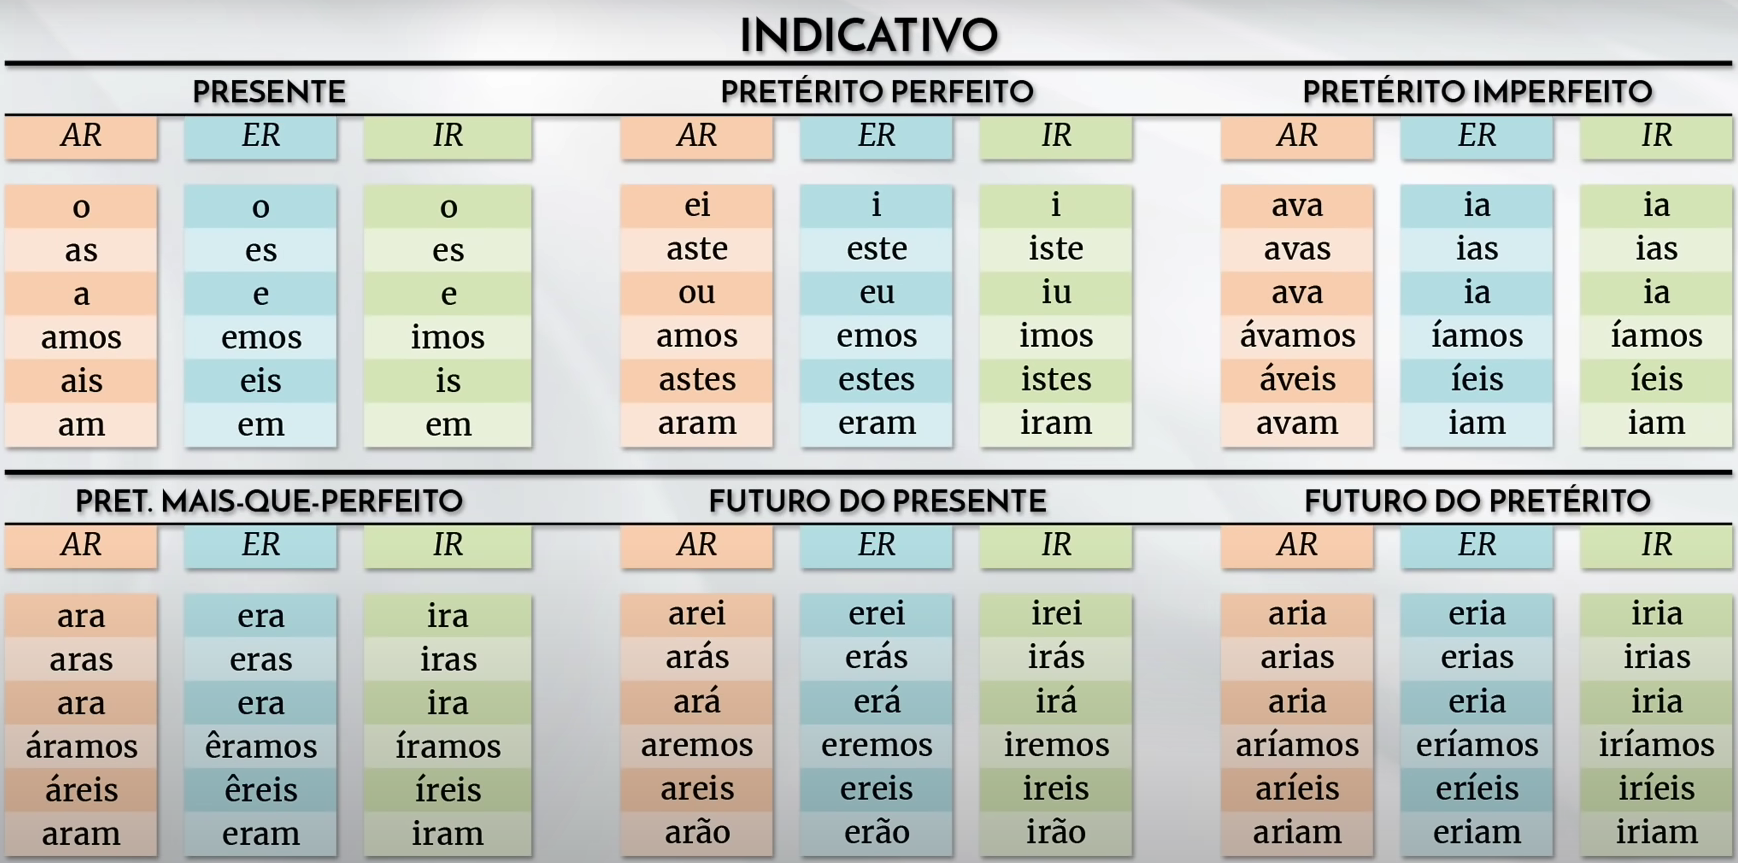 INDICATIVO
PRESENTE PRETÉRITO PERFEITO PRETÉRITO IMPERFEITO
AR ER IR AR ER IR AR ER IR
o o o ei i i ava ia ia
as es es aste este iste avas ias ias
a e e ou eu iu ava ia ia
amos emos imos amos emos imos ávamos íamos íamos
ais eis is astes estes istes áveis íeis íeis
am em em aram eram iram avam iam iam
PRET. MAIS-QUE-PERFEITO FUTURO DO PRESENTE FUTURO DO PRETÉRITO
AR ER IR AR ER IR AR ER IR
ara era ira arei erei irei aria eria iria
aras eras iras arás erás irás arias erias irias
ara era ira ará erá irá aria eria iria
áramos êramos íramos aremos eremos iremos aríamos eríamos iríamos
áreis êreis íreis areis ereis ireis aríeis eríeis iríeis
aram eram iram arão erão irão ariam eriam iriam